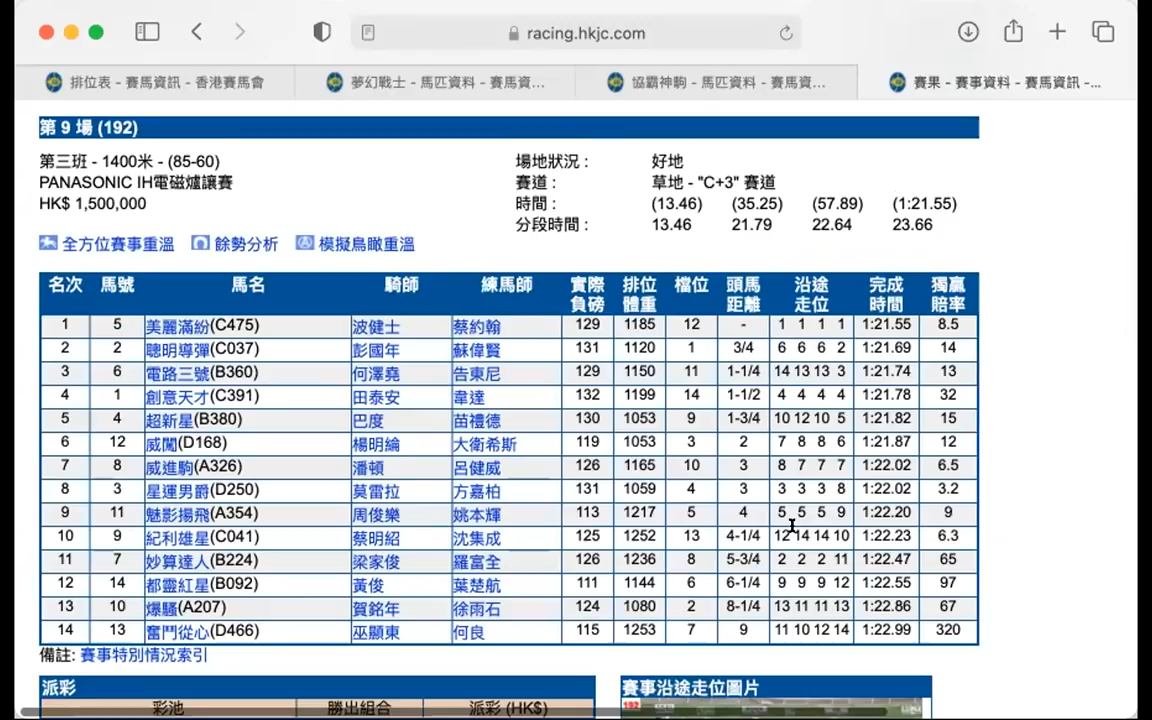 racing.hkjc.com
排位表 - 賽馬資訊 - 香港賽馬會
夢幻戰士 - 馬匹資料 - 賽馬資...
協霸神駒 - 馬匹資料 - 賽馬資...
賽果 - 賽事資料 - 賽馬資訊 -...
第 9 場 (192)
第三班 - 1400米 - (85-60) 場地狀況 : 好地
PANASONIC IH電磁爐讓賽 賽道 : 草地 - "C+3" 賽道
HK$ 1,500,000 時間 : (13.46) (35.25) (57.89) (1:21.55)
分段時間 : 13.46 21.79 22.64 23.66
全方位賽事重溫 餘勢分析 模擬鳥瞰重溫
名次 馬號 馬名 騎師 練馬師 實際負磅 排位體重 檔位 頭馬距離 沿途走位 完成時間 獨贏賠率
1 5 美麗滿紛(C475) 波健士 蔡約翰 129 1185 12 - 1 1 1 1 1:21.55 8.5
2 2 聰明導彈(C037) 彭國年 蘇偉賢 131 1120 1 3/4 6 6 6 2 1:21.69 14
3 6 電路三號(B360) 何澤堯 告東尼 129 1150 11 1-1/4 14 13 13 3 1:21.74 13
4 1 創意天才(C391) 田泰安 韋達 132 1199 14 1-1/2 4 4 4 4 1:21.78 32
5 4 超新星(B380) 巴度 苗禮德 130 1053 9 1-3/4 10 12 10 5 1:21.82 15
6 12 威闖(D168) 楊明綸 大衛希斯 119 1053 3 2 7 8 8 6 1:21.87 12
7 8 威進駒(A326) 潘頓 呂健威 126 1165 10 3 8 7 7 7 1:22.02 6.5
8 3 星運男爵(D250) 莫雷拉 方嘉柏 131 1059 4 3 3 3 3 8 1:22.02 3.2
9 11 魅影揚飛(A354) 周俊樂 姚本輝 113 1217 5 4 5 5 5 9 1:22.20 9
10 9 紀利雄星(C041) 蔡明紹 沈集成 125 1252 13 4-1/4 12 14 14 10 1:22.23 6.3
11 7 妙算達人(B224) 梁家俊 羅富全 126 1236 8 5-3/4 2 2 2 11 1:22.47 65
12 14 都靈紅星(B092) 黃俊 葉楚航 111 1144 6 6-1/4 9 9 9 12 1:22.55 97
13 10 爆騷(A207) 賀銘年 徐雨石 124 1080 2 8-1/4 13 11 11 13 1:22.86 67
14 13 奮鬥從心(D466) 巫顯東 何良 115 1253 7 9 11 10 12 14 1:22.99 320
備註: 賽事特別情況索引
派彩 賽事沿途走位圖片
彩池 勝出組合 派彩 (HK$) 192